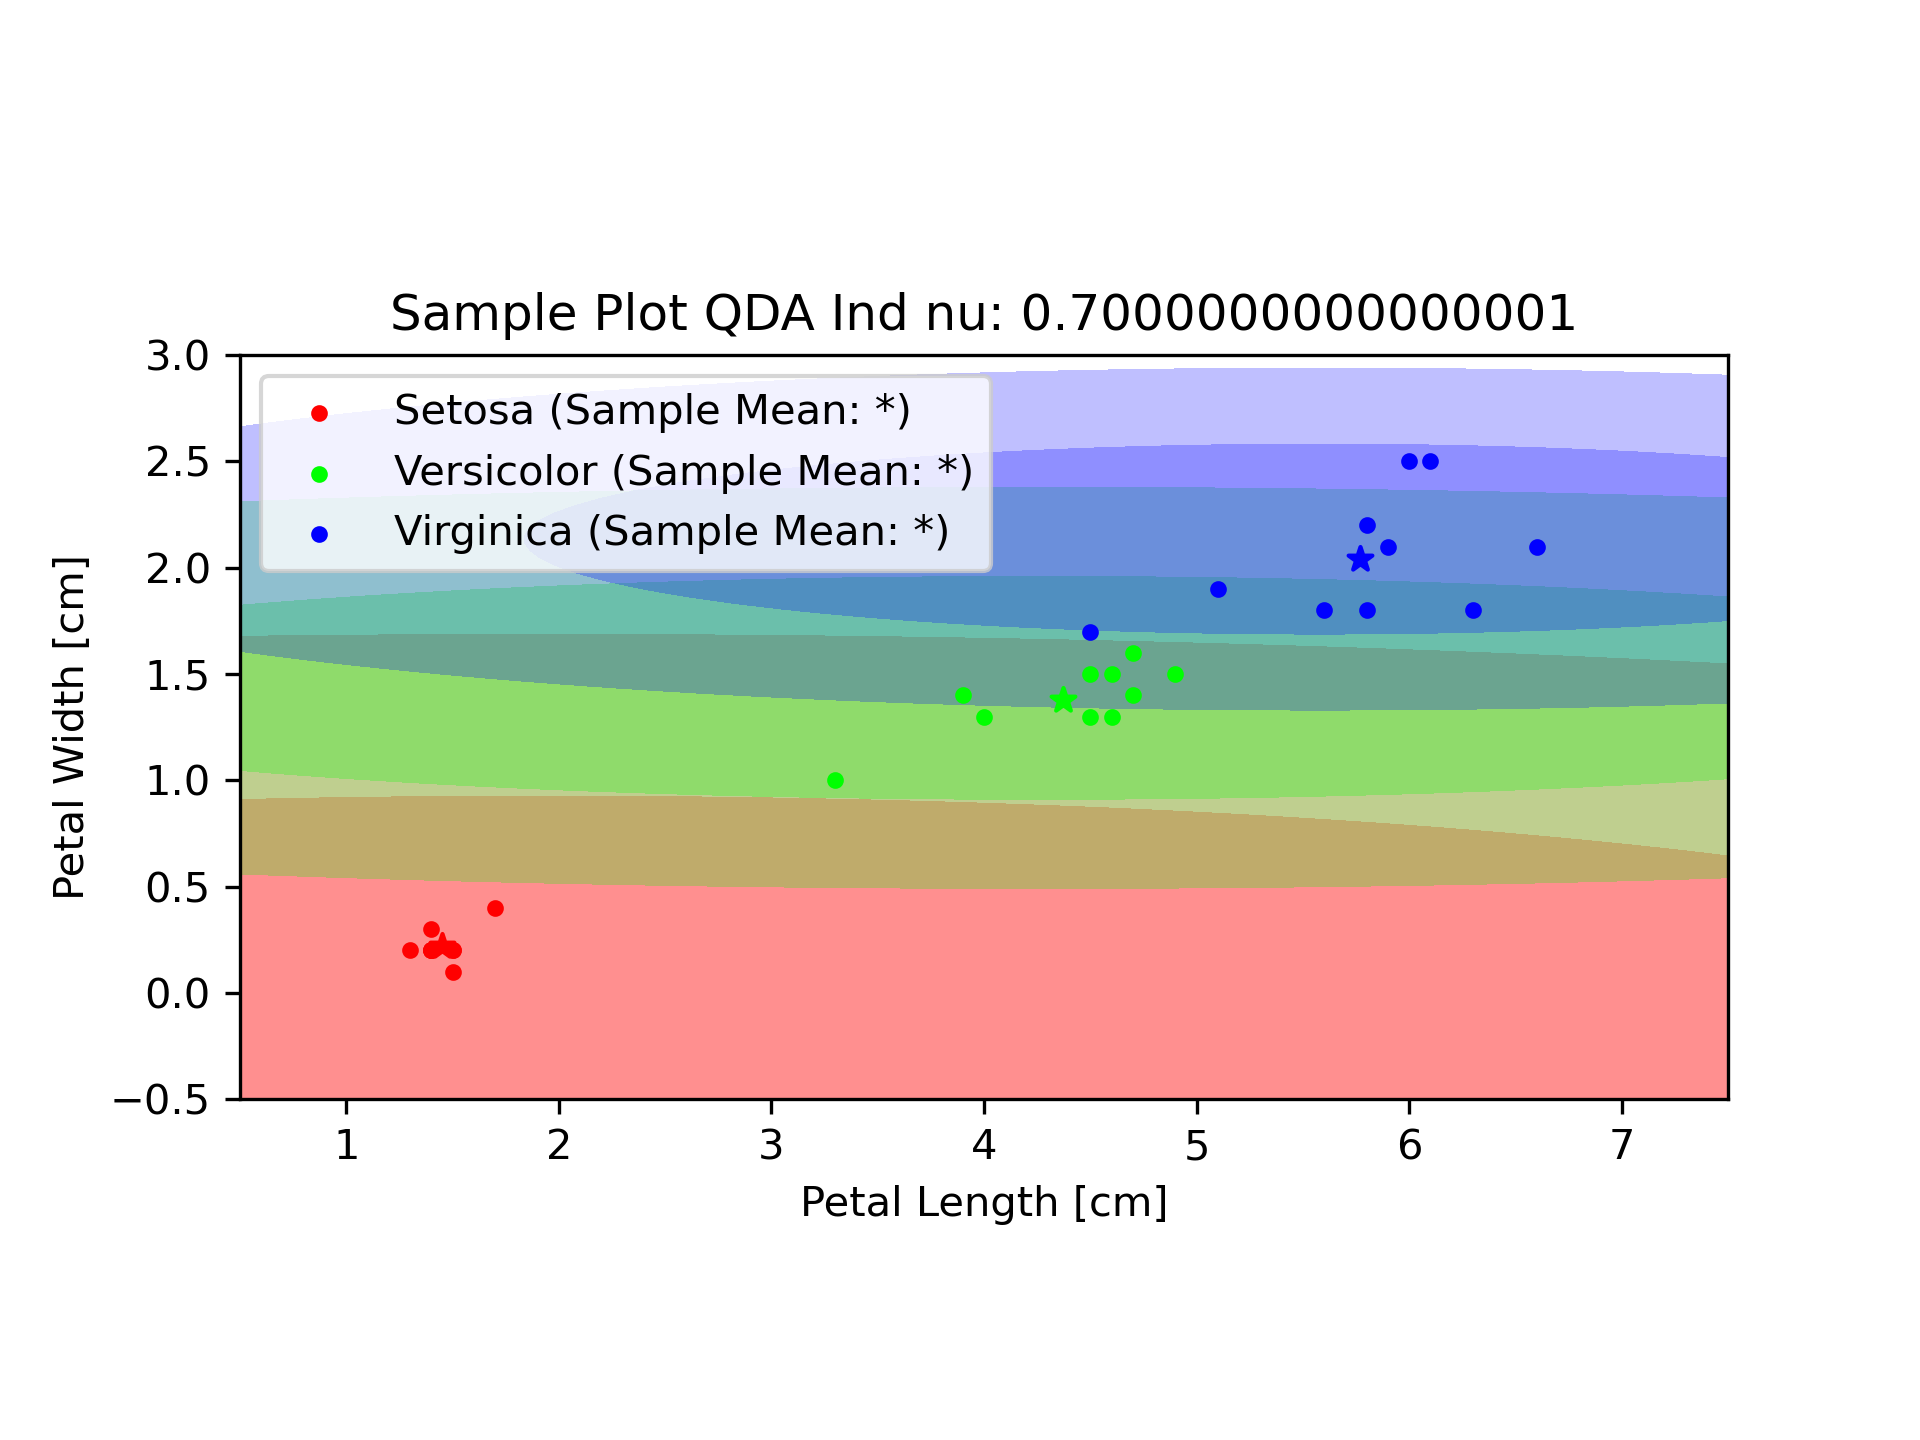 Sample Plot QDA Ind nu: 0.7000000000000001
3.0
2.5
2.0
1.5
1.0
0.5
0.0
−0.5
Petal Width [cm]
Setosa (Sample Mean: *)
Versicolor (Sample Mean: *)
Virginica (Sample Mean: *)
1 2 3 4 5 6 7
Petal Length [cm]